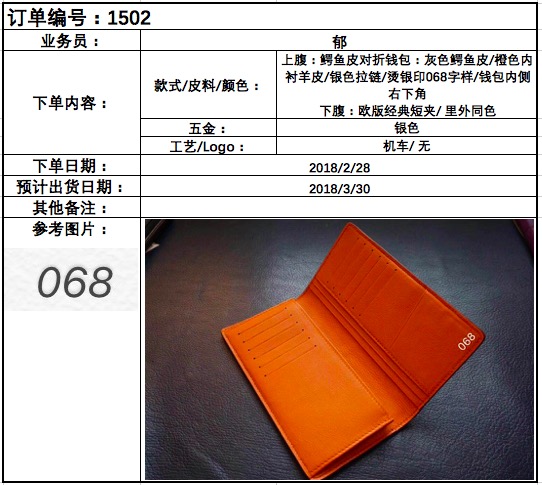 订单编号：1502
业务员：
郁
下单内容：
款式/皮料/颜色：
上腹：鳄鱼皮对折钱包：灰色鳄鱼皮/橙色内
衬羊皮/银色拉链/烫银印068字样/钱包内侧
右下角
下腹：欧版经典短夹/ 里外同色
五金：
银色
工艺/Logo：
机车/ 无
下单日期：
2018/2/28
预计出货日期：
2018/3/30
其他备注：
参考图片：
068
068